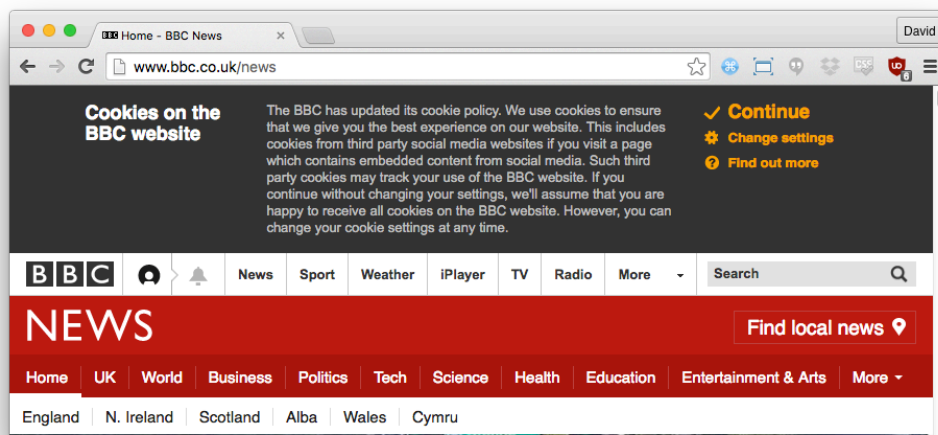 BBC Home - BBC News
David
www.bbc.co.uk/news
CSC
6
Cookies on the
BBC website
The BBC has updated its cookie policy. We use cookies to ensure
that we give you the best experience on our website. This includes
cookies from third party social media websites if you visit a page
which contains embedded content from social media. Such third
party cookies may track your use of the BBC website. If you
continue without changing your settings, we'll assume that you are
happy to receive all cookies on the BBC website. However, you can
change your cookie settings at any time.
Continue
Change settings
Find out more
BBC News Sport Weather iPlayer TV Radio More Search
NEWS
Find local news
Home UK World Business Politics Tech Science Health Education Entertainment & Arts More
England N. Ireland Scotland Alba Wales Cymru